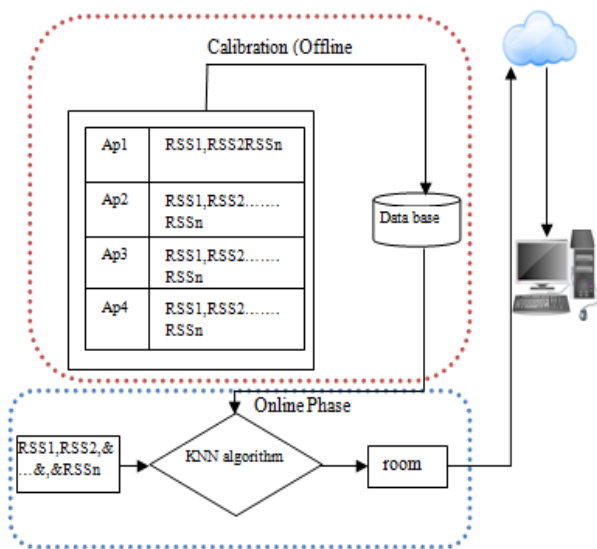 Calibration (Offline
Ap1
RSS1,RSS2RSSn
Ap2
RSS1,RSS2.......
RSSn
Ap3
RSS1,RSS2.......
RSSn
Ap4
RSS1,RSS2.......
RSSn
Data base
Online Phase
RSS1,RSS2,&
...&,&RSSn
KNN algorithm
room